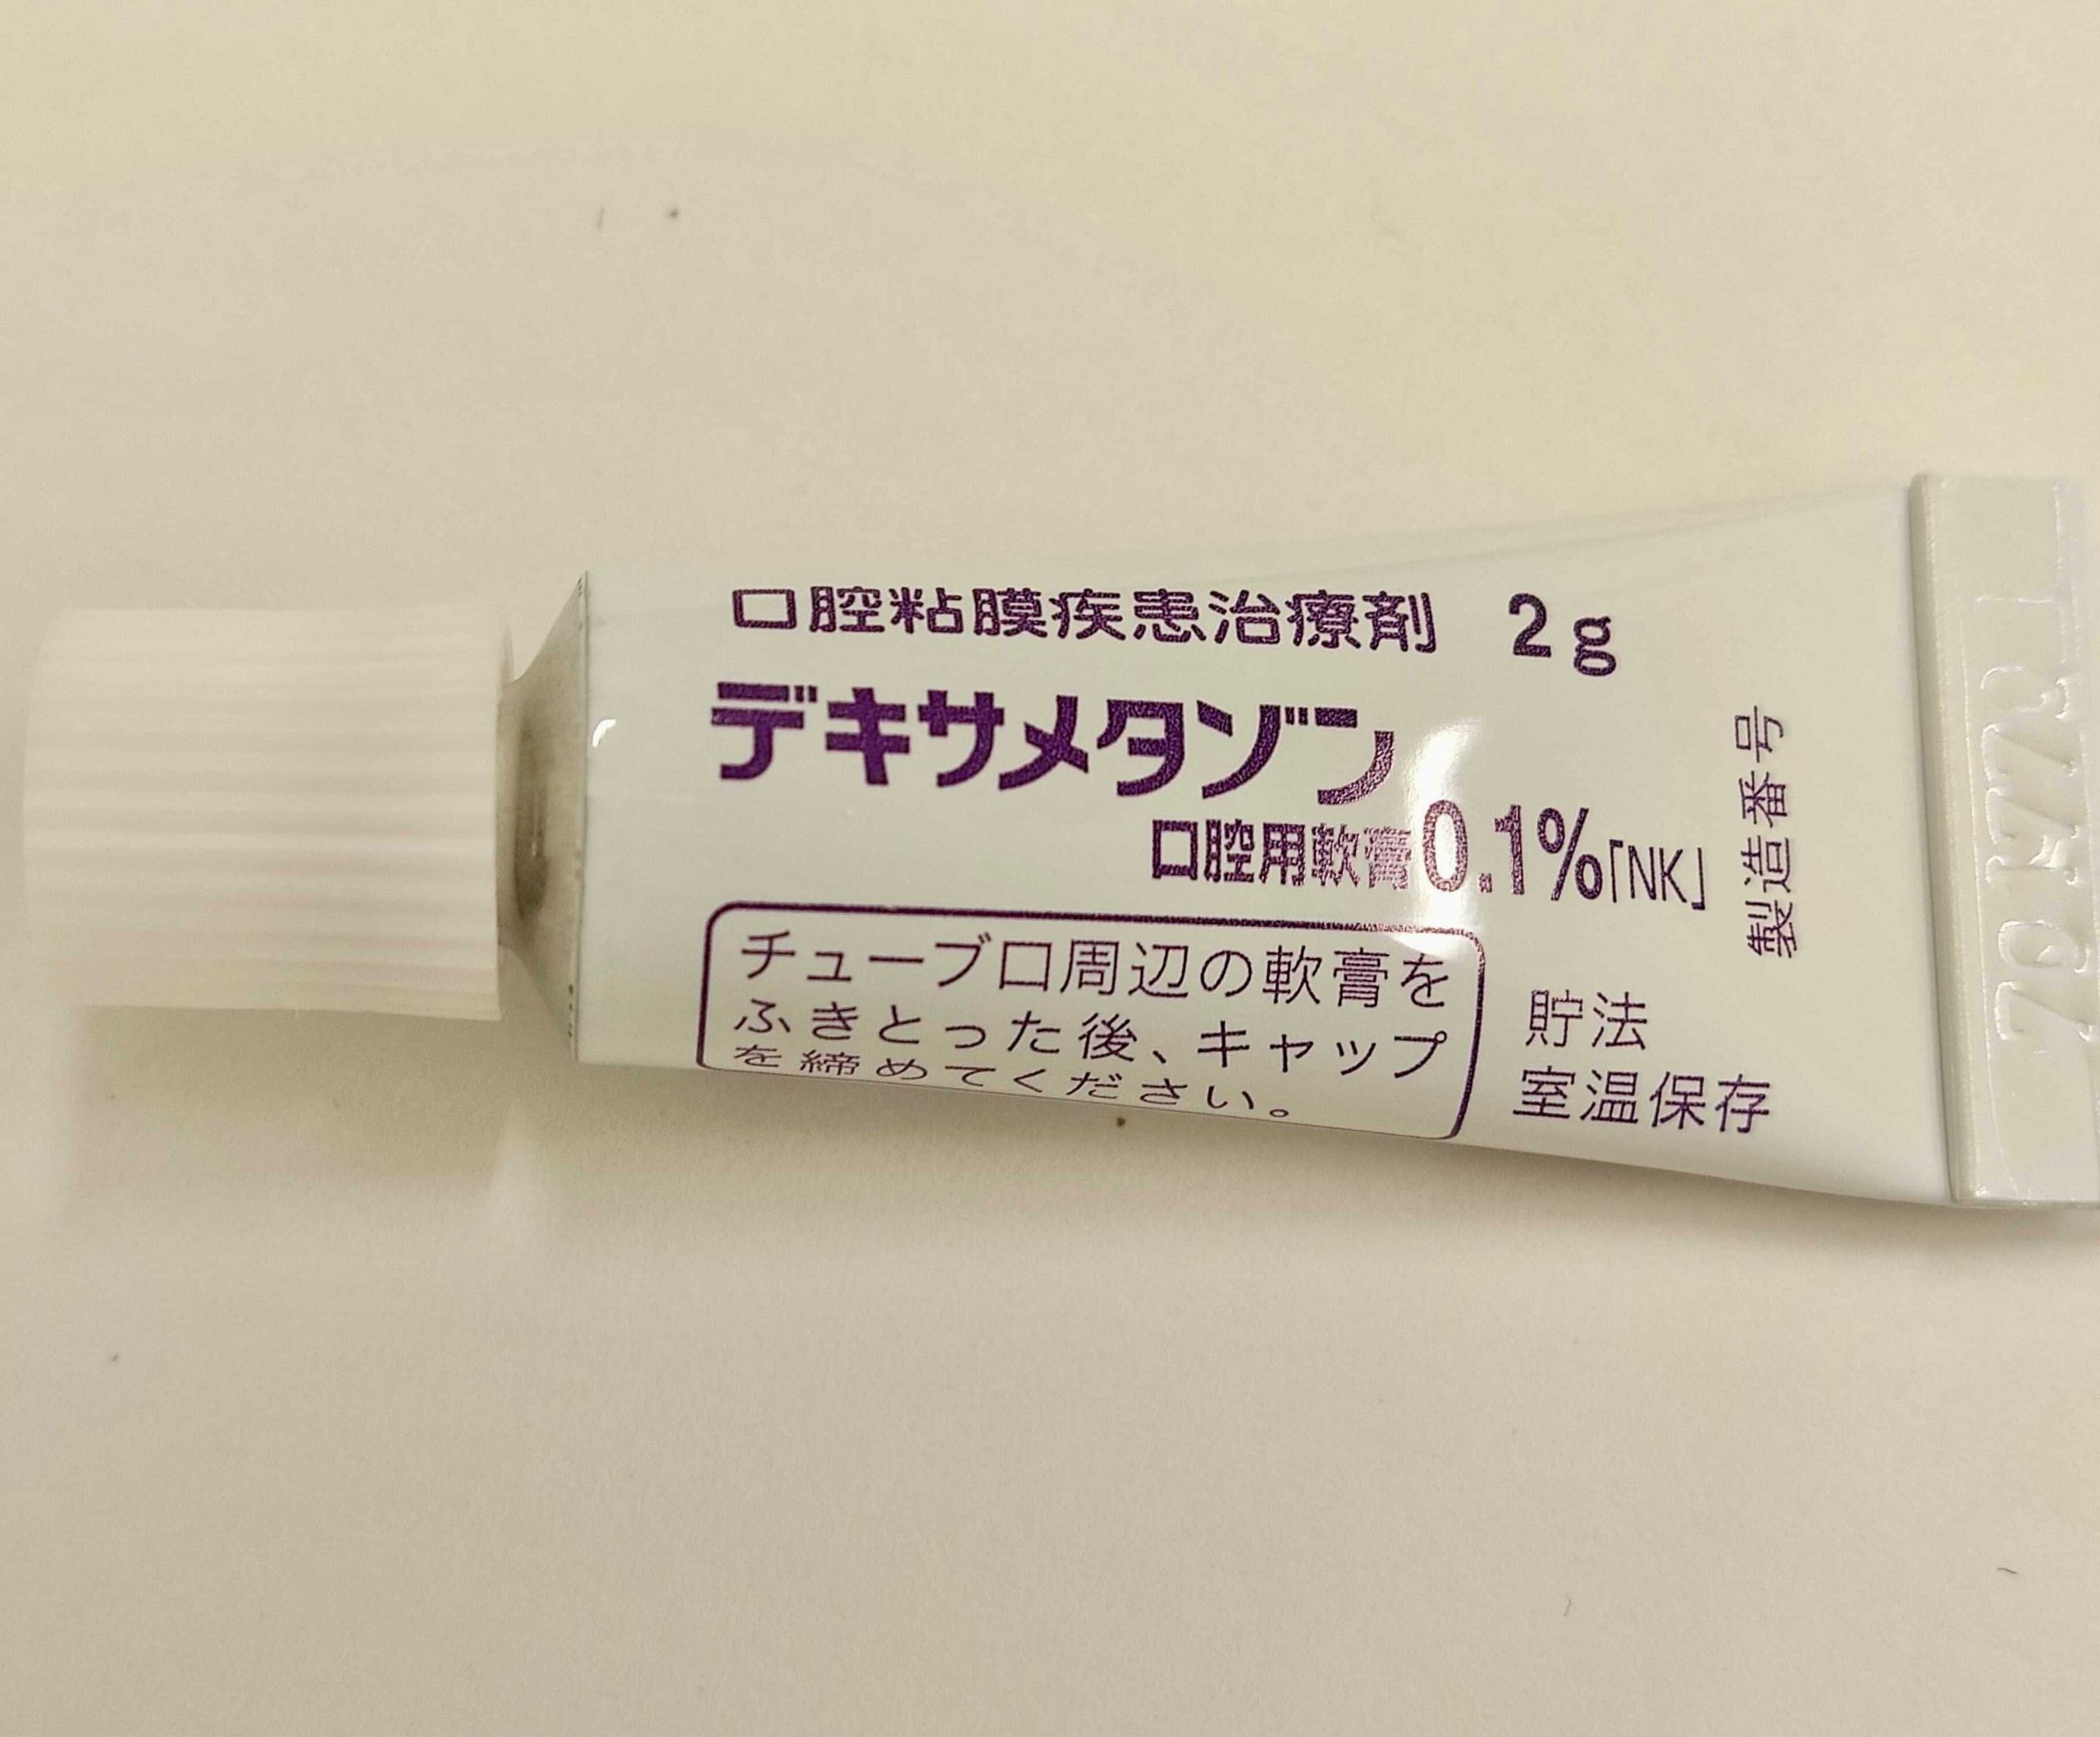 口腔粘膜疾患治療剤 2g
デキサメタゾン
口腔用軟膏0.1%「NK」
チューブ口周辺の軟膏を
ふきとった後、キャップ
を締めてください。
貯法
室温保存
製造番号